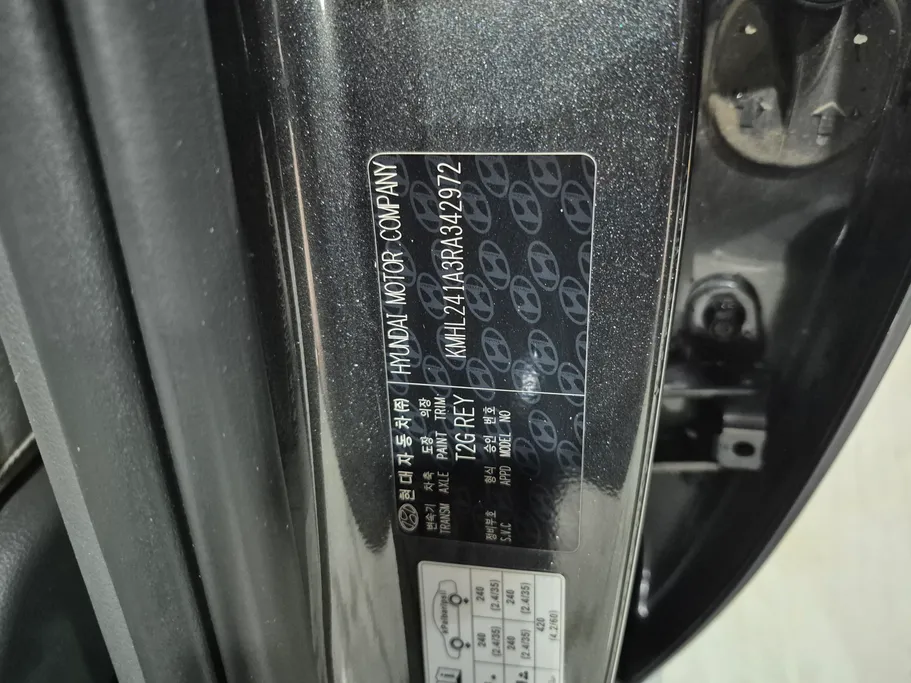 현대자동차(주) HYUNDAI MOTOR COMPANY
변속기 차축 도장 의장
TRANSM AXLE PAINT TRIM
T2G REY KMHL241A3RA342972
정비부호 형식 승인 번호
S.V.C APPD MODEL NO
kPa(bar/psi)
240 240
(2.4/35) (2.4/35)
240 240
(2.4/35) (2.4/35)
420
(4.2/60)